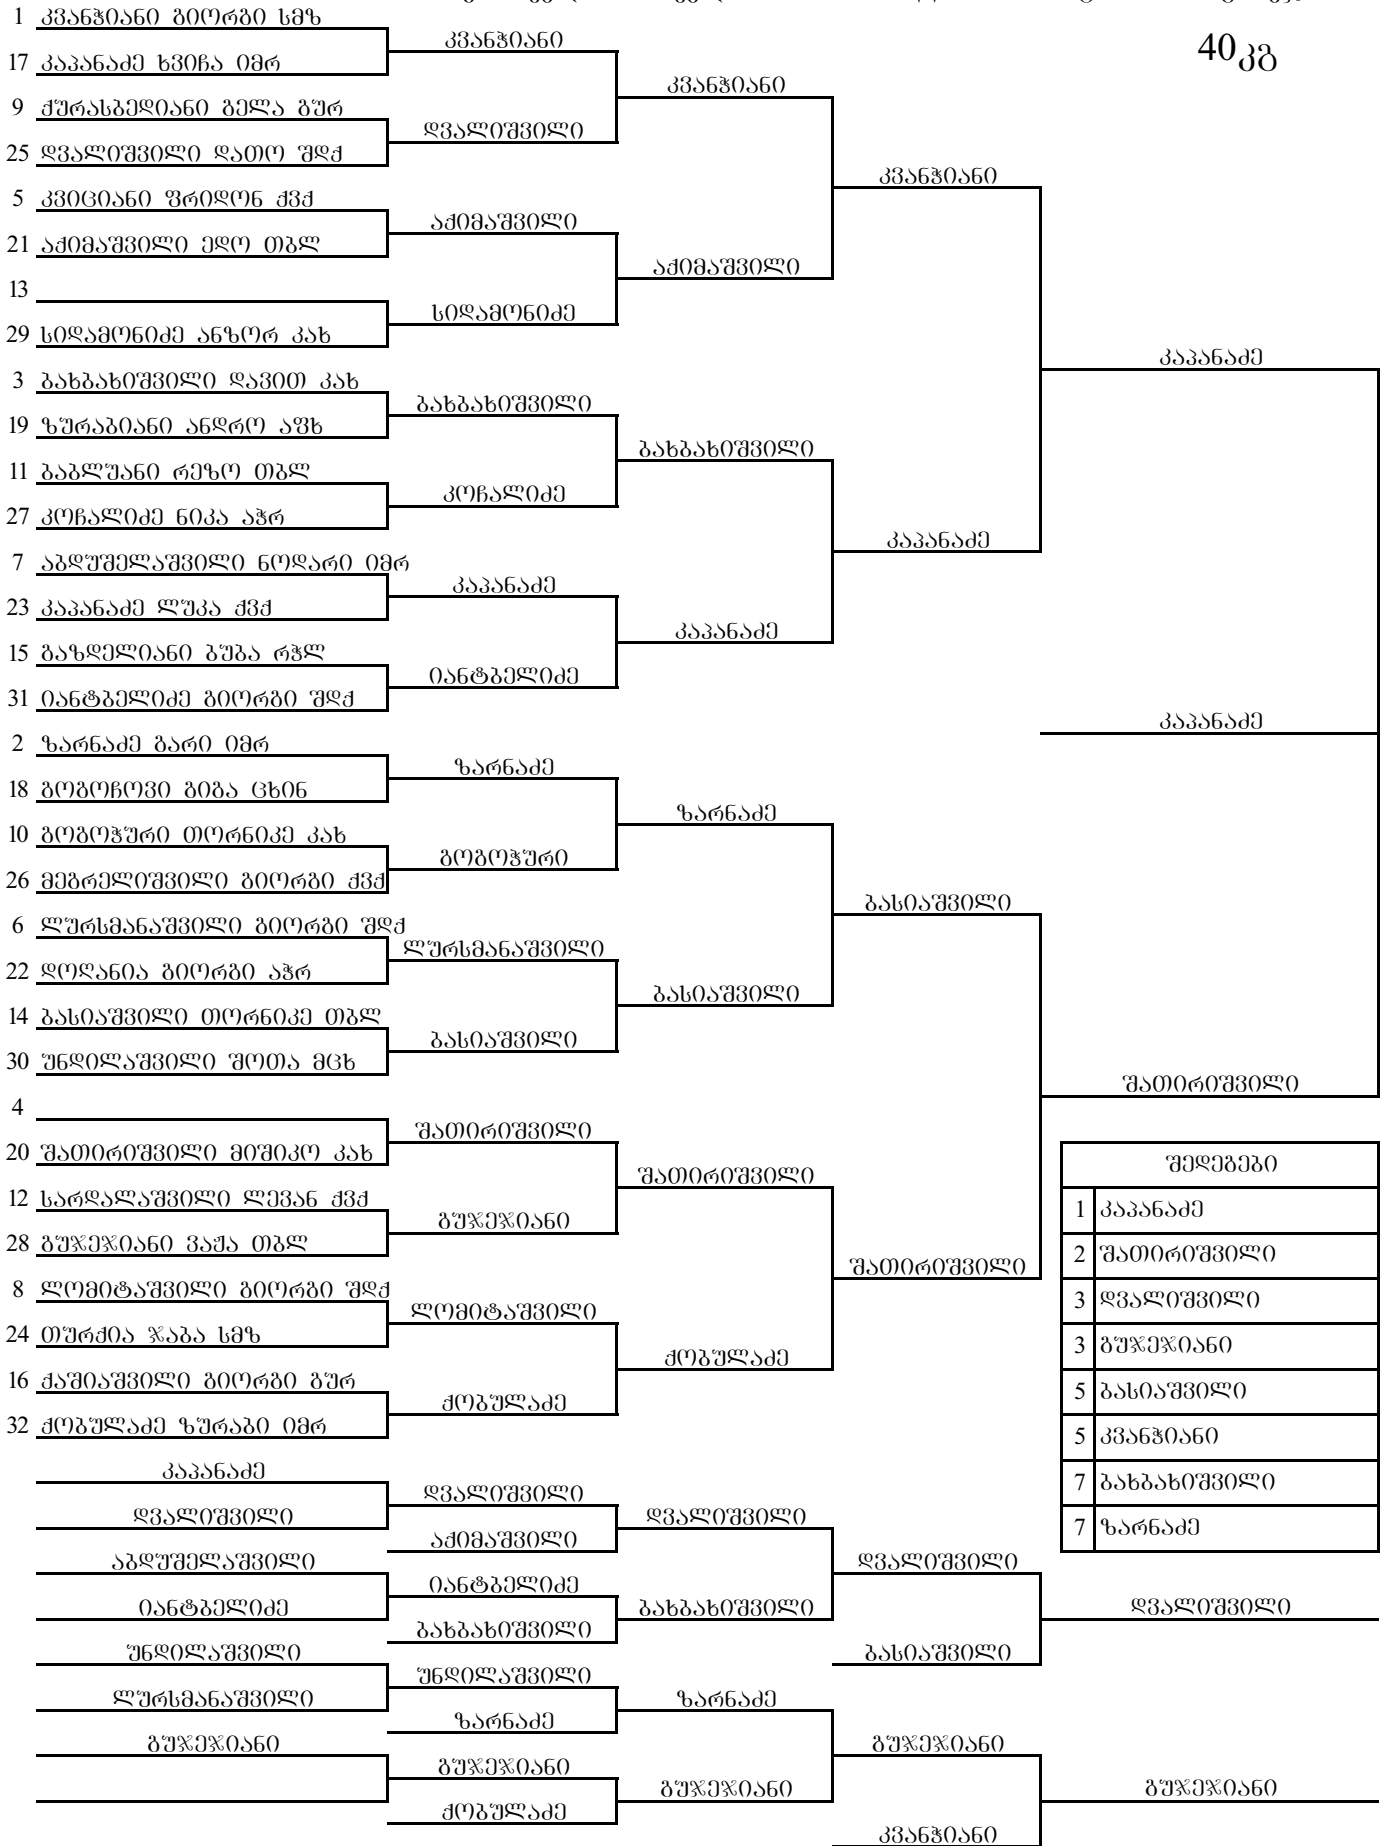 40კგ
1 კვანჭიანი გიორგი სმზ
17 კაპანაძე ხვიჩა იმრ
9 ქურასბედიანი გელა გურ
25 დვალიშვილი დათო შდქ
5 კვიციანი ფრიდონ ქვქ
21 აქიმაშვილი ედო თბლ
13
29 სიდამონიძე ანზორ კახ
3 ბახბახიშვილი დავით კახ
19 ზურაბიანი ანდრო აფხ
11 ბაბლუანი რეზო თბლ
27 კოჩალიძე ნიკა აჭრ
7 აბდუშელაშვილი ნოდარი იმრ
23 კაპანაძე ლუკა ქვქ
15 გაზდელიანი ბუბა რჭლ
31 იანტბელიძე გიორგი შდქ
2 ზარნაძე გარი იმრ
18 გოგოჩოვი გიგა ცხინ
10 გოგოჭური თორნიკე კახ
26 მეგრელიშვილი გიორგი ქვქ
6 ლურსმანაშვილი გიორგი შდქ
22 დოღანია გიორგი აჭრ
14 ბასიაშვილი თორნიკე თბლ
30 უნდილაშვილი შოთა მცხ
4
20 შათირიშვილი მიშიკო კახ
12 სარდალაშვილი ლევან ქვქ
28 გუჯეჯიანი ვაჟა თბლ
8 ლომიტაშვილი გიორგი შდქ
24 თურქია ჯაბა სმზ
16 ქაშიაშვილი გიორგი გურ
32 ქობულაძე ზურაბი იმრ
კაპანაძე
დვალიშვილი
აბდუშელაშვილი
იანტბელიძე
უნდილაშვილი
ლურსმანაშვილი
გუჯეჯიანი
კვანჭიანი
დვალიშვილი
აქიმაშვილი
სიდამონიძე
ბახბახიშვილი
კოჩალიძე
კაპანაძე
იანტბელიძე
ზარნაძე
გოგოჭური
ლურსმანაშვილი
ბასიაშვილი
შათირიშვილი
გუჯეჯიანი
ლომიტაშვილი
ქობულაძე
დვალიშვილი
აქიმაშვილი
იანტბელიძე
ბახბახიშვილი
უნდილაშვილი
ზარნაძე
გუჯეჯიანი
ქობულაძე
კვანჭიანი
აქიმაშვილი
ბახბახიშვილი
კაპანაძე
ზარნაძე
ბასიაშვილი
შათირიშვილი
ქობულაძე
დვალიშვილი
ბახბახიშვილი
ზარნაძე
გუჯეჯიანი
კვანჭიანი
კაპანაძე
ბასიაშვილი
შათირიშვილი
დვალიშვილი
ბასიაშვილი
გუჯეჯიანი
კვანჭიანი
კაპანაძე
კაპანაძე
შათირიშვილი
შედეგები
1 კაპანაძე
2 შათირიშვილი
3 დვალიშვილი
3 გუჯეჯიანი
5 ბასიაშვილი
5 კვანჭიანი
7 ბახბახიშვილი
7 ზარნაძე
დვალიშვილი
გუჯეჯიანი